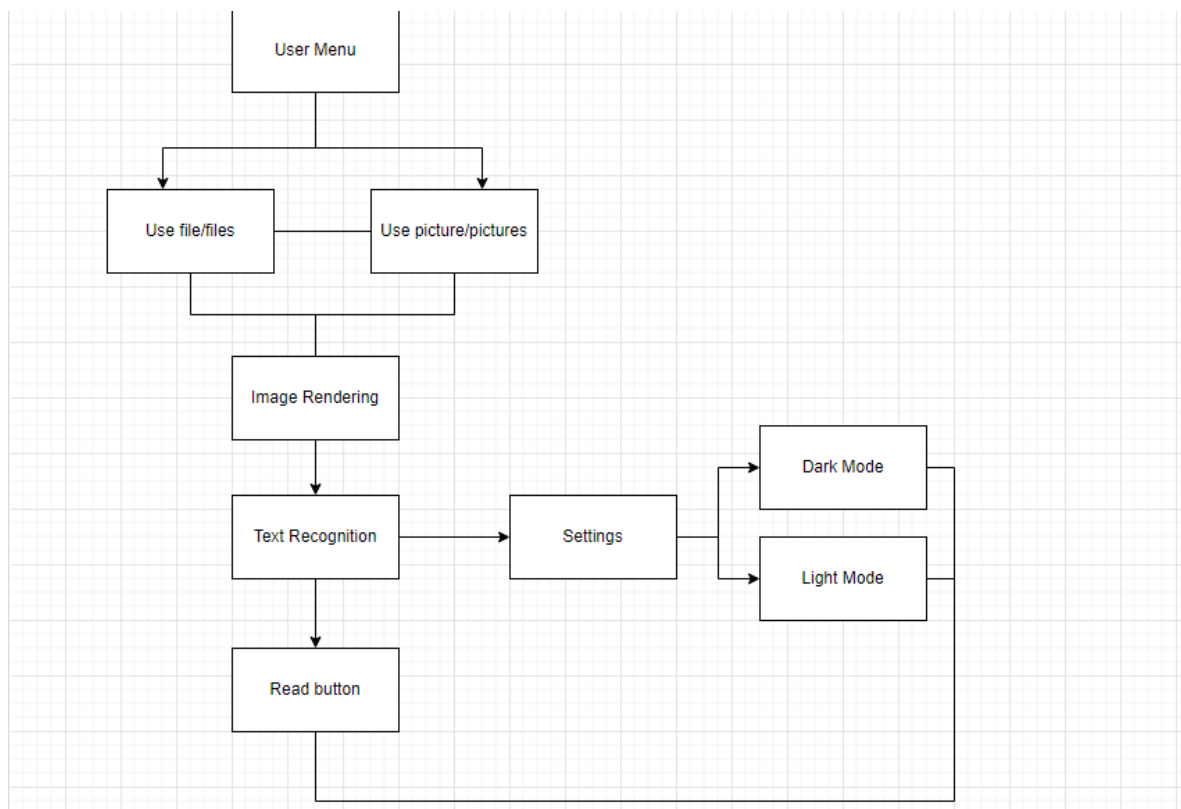 User Menu
Use file/files
Use picture/pictures
Image Rendering
Dark Mode
Text Recognition
Settings
Light Mode
Read button